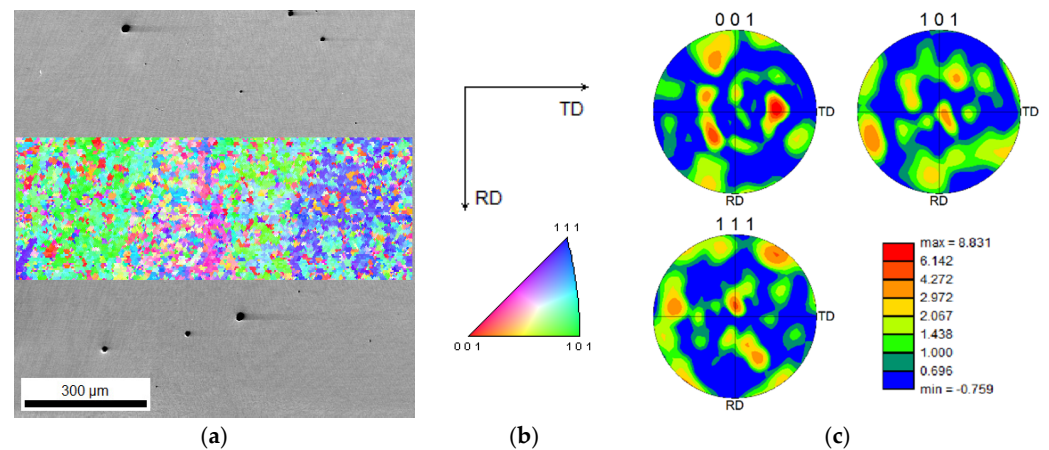 300 µm
(a)
TD
RD
1 1 1
0 0 1
1 0 1
(b)
0 0 1
TD
RD
1 0 1
TD
RD
1 1 1
TD
RD
max = 8.831
6.142
4.272
2.972
2.067
1.438
1.000
0.696
min = -0.759
(c)